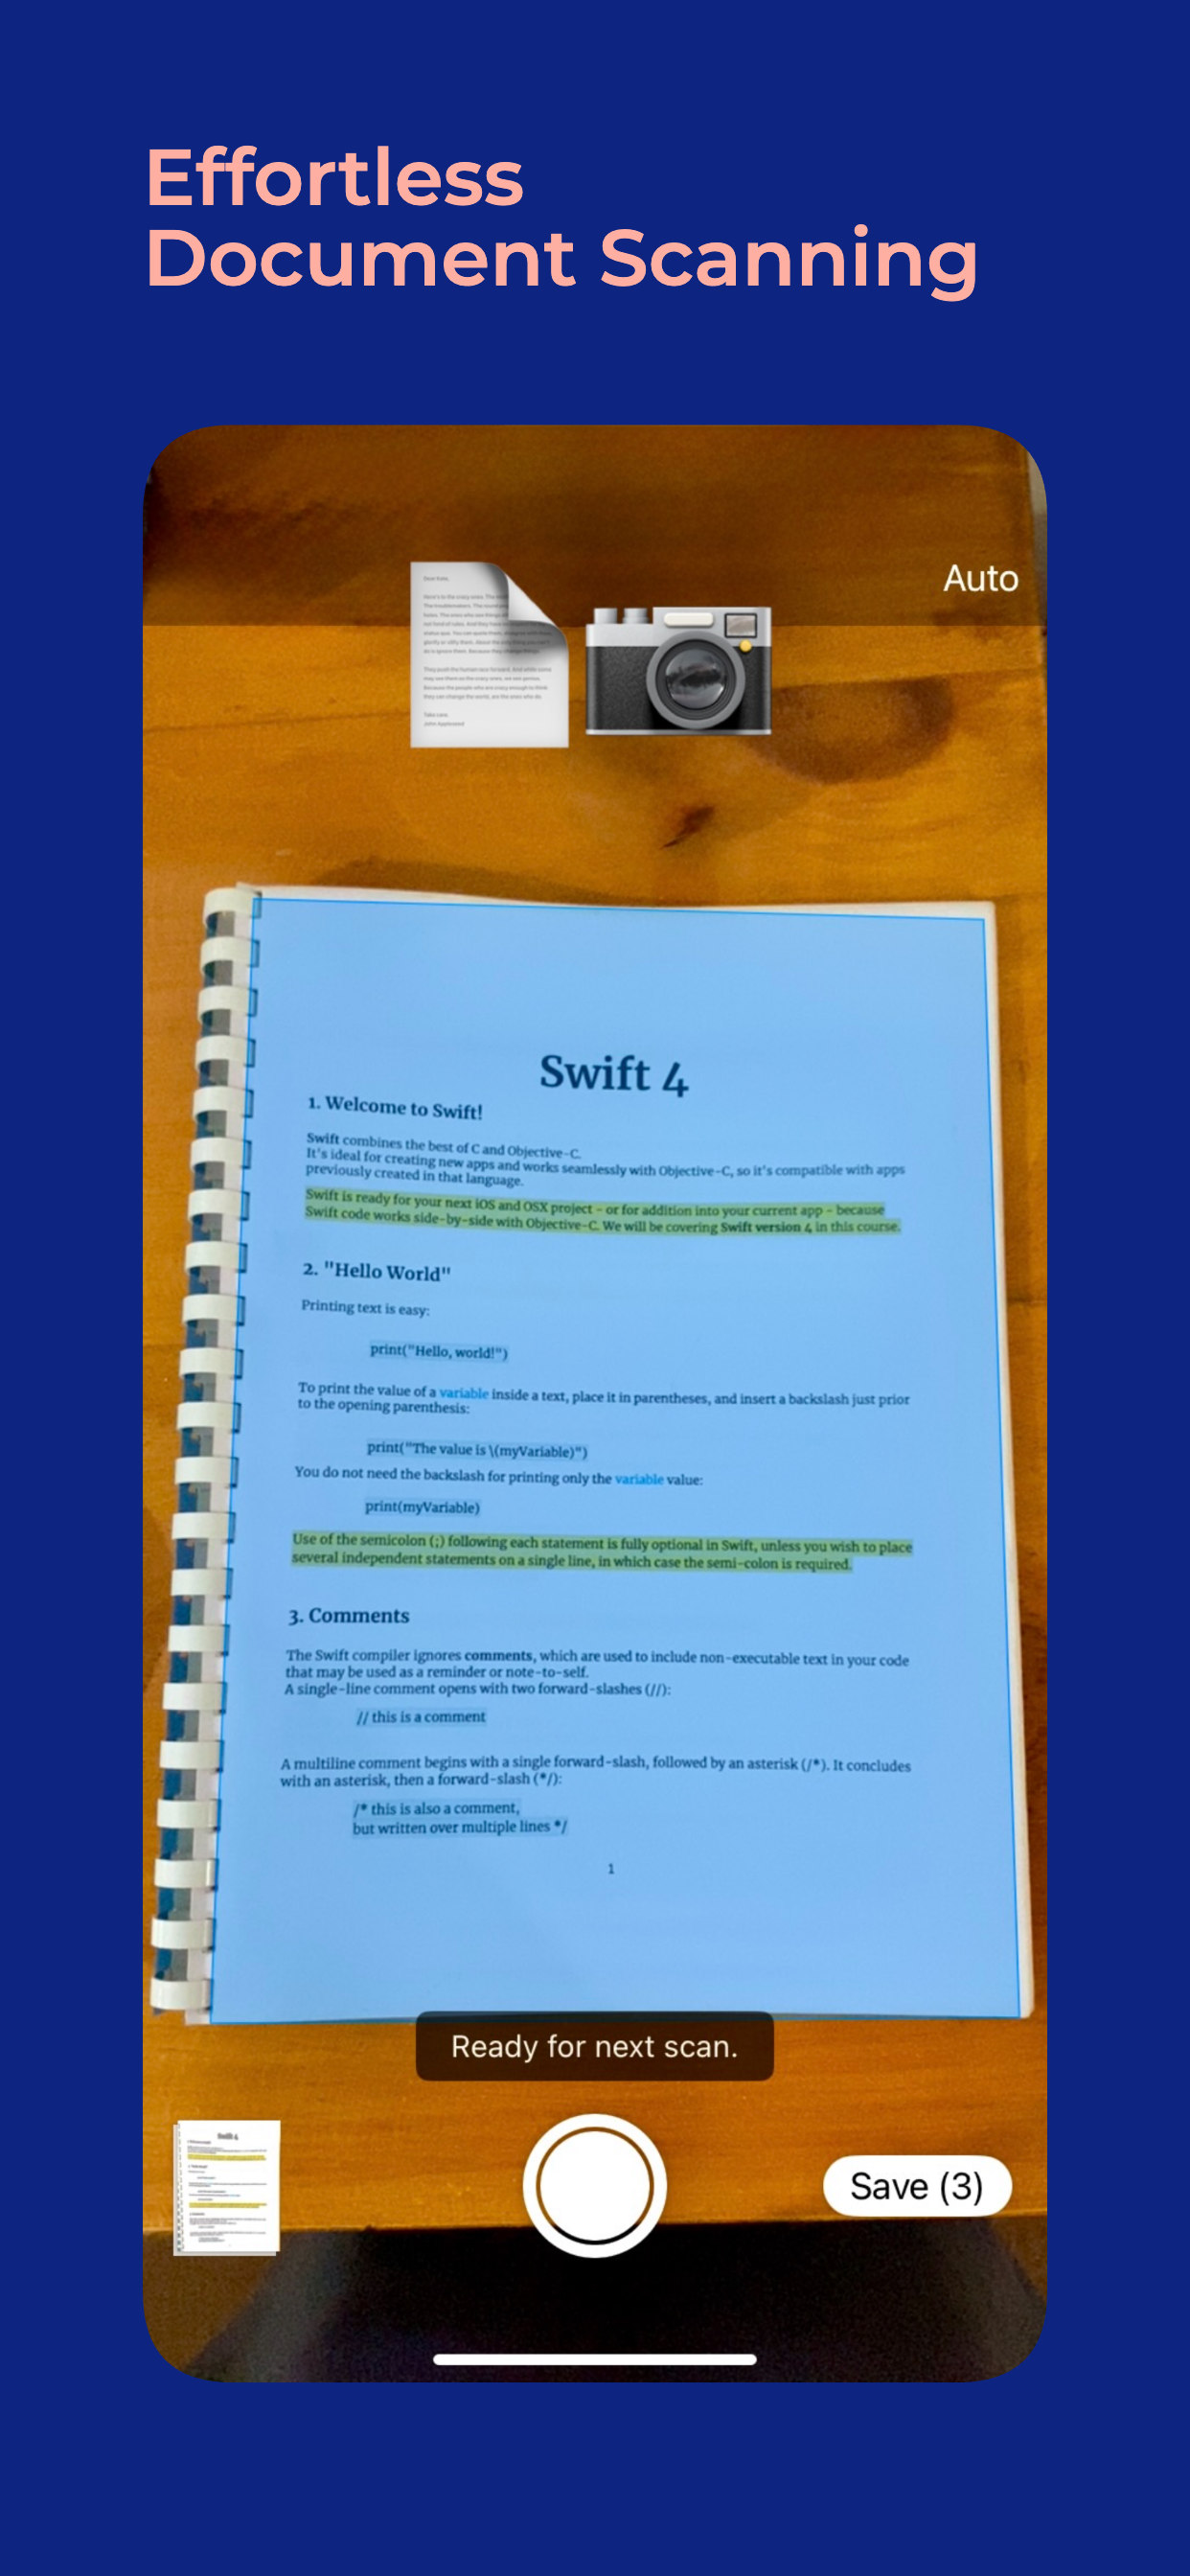 Effortless
Document Scanning
Auto
Swift 4
1. Welcome to Swift!
Swift combines the best of C and Objective-C.
It's ideal for creating new apps and works seamlessly with Objective-C, so it's compatible with apps
previously created in that language.
Swift is ready for your next iOS and OSX project - or for addition into your current app - because
Swift code works side-by-side with Objective-C. We will be covering Swift version 4 in this course.
2. "Hello World"
Printing text is easy:
print("Hello, world!")
To print the value of a variable inside a text, place it in parentheses, and insert a backslash just prior
to the opening parenthesis:
print("The value is \(myVariable)")
You do not need the backslash for printing only the variable value:
print(myVariable)
Use of the semicolon (;) following each statement is fully optional in Swift, unless you wish to place
several independent statements on a single line, in which case the semi-colon is required.
3. Comments
The Swift compiler ignores comments, which are used to include non-executable text in your code
that may be used as a reminder or note-to-self.
A single-line comment opens with two forward-slashes (//):
// this is a comment
A multiline comment begins with a single forward-slash, followed by an asterisk (/*). It concludes
with an asterisk, then a forward-slash (*/):
/* this is also a comment,
but written over multiple lines */
1
Ready for next scan.
Swift 4
Save (3)